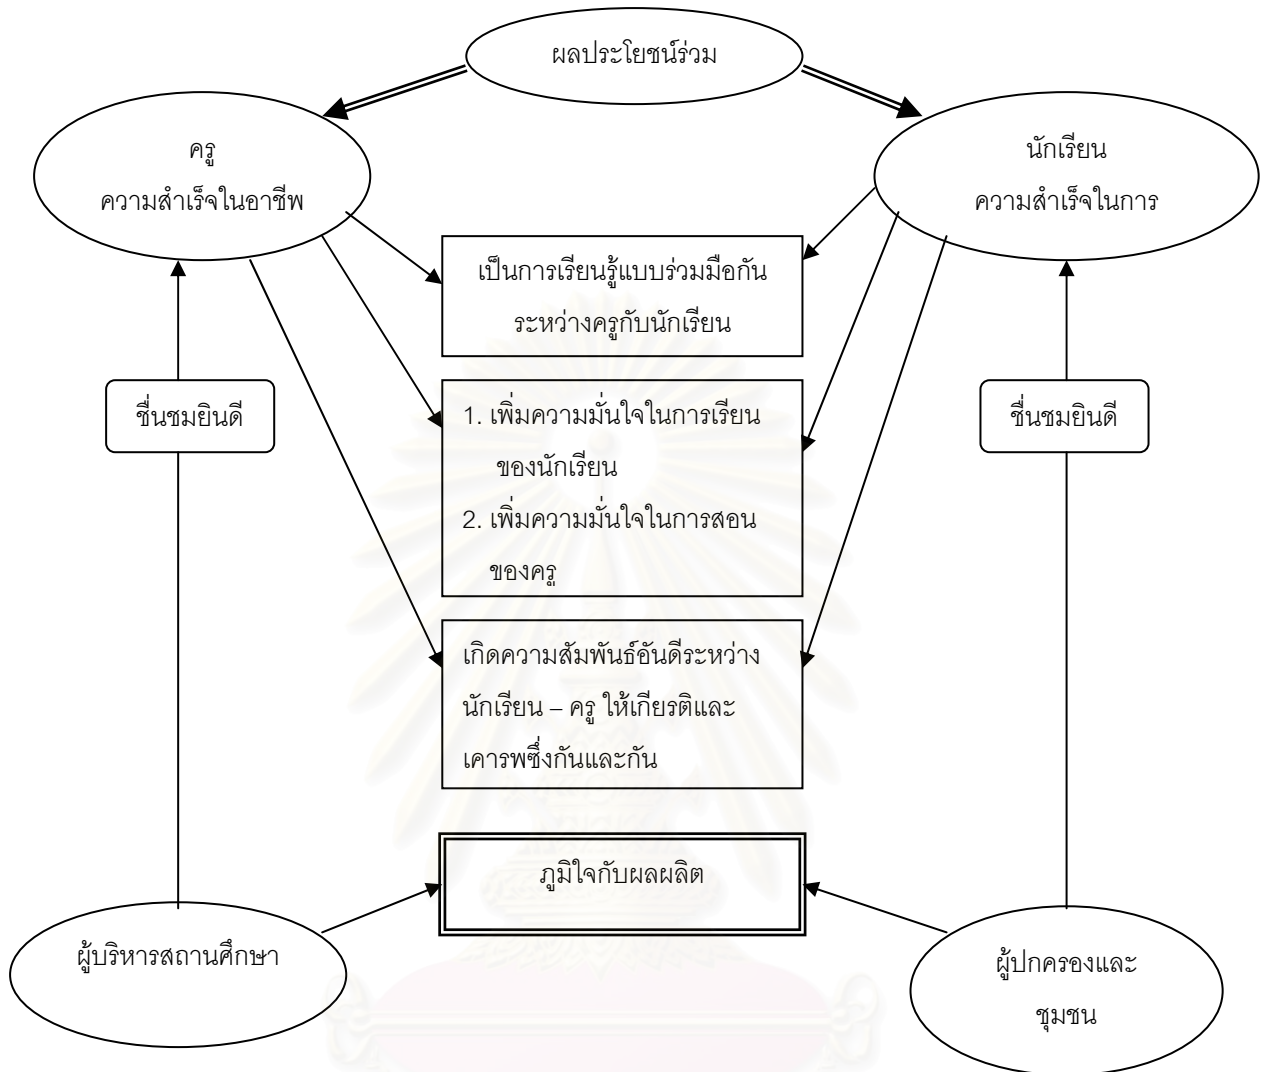 ผลประโยชน์ร่วม
ครู
ความสำเร็จในอาชีพ
นักเรียน
ความสำเร็จในการ
เป็นการเรียนรู้แบบร่วมมือกัน
ระหว่างครูกับนักเรียน
ชื่นชมยินดี
1. เพิ่มความมั่นใจในการเรียน
ของนักเรียน
2. เพิ่มความมั่นใจในการสอน
ของครู
ชื่นชมยินดี
เกิดความสัมพันธ์อันดีระหว่าง
นักเรียน – ครู ให้เกียรติและ
เคารพซึ่งกันและกัน
ภูมิใจกับผลผลิต
ผู้บริหารสถานศึกษา
ผู้ปกครองและ
ชุมชน